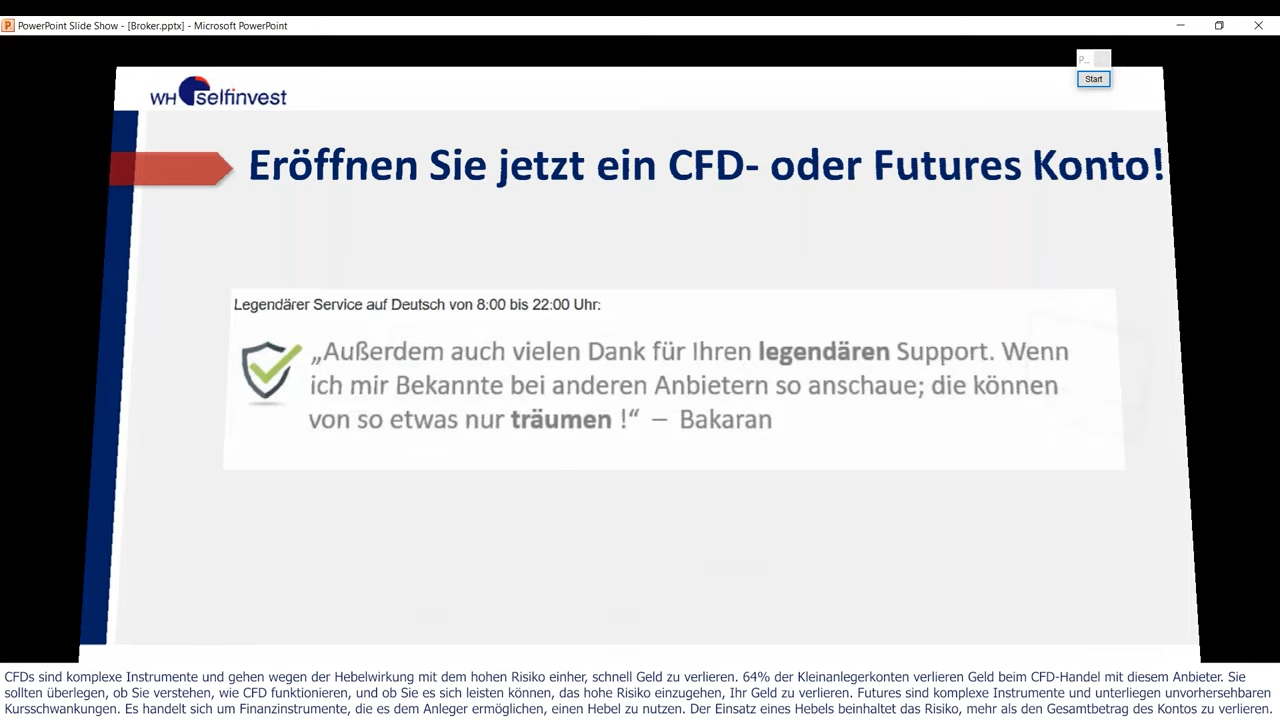 PowerPoint Slide Show - [Broker.pptx] - Microsoft PowerPoint
P...
Start
WH selfinvest
Eröffnen Sie jetzt ein CFD- oder Futures Konto!
Legendärer Service auf Deutsch von 8:00 bis 22:00 Uhr:
„Außerdem auch vielen Dank für Ihren legendären Support. Wenn
ich mir Bekannte bei anderen Anbietern so anschaue; die können
von so etwas nur träumen !“ – Bakaran
CFDs sind komplexe Instrumente und gehen wegen der Hebelwirkung mit dem hohen Risiko einher, schnell Geld zu verlieren. 64% der Kleinanlegerkonten verlieren Geld beim CFD-Handel mit diesem Anbieter. Sie
sollten überlegen, ob Sie verstehen, wie CFD funktionieren, und ob Sie es sich leisten können, das hohe Risiko einzugehen, Ihr Geld zu verlieren. Futures sind komplexe Instrumente und unterliegen unvorhersehbaren
Kursschwankungen. Es handelt sich um Finanzinstrumente, die es dem Anleger ermöglichen, einen Hebel zu nutzen. Der Einsatz eines Hebels beinhaltet das Risiko, mehr als den Gesamtbetrag des Kontos zu verlieren.